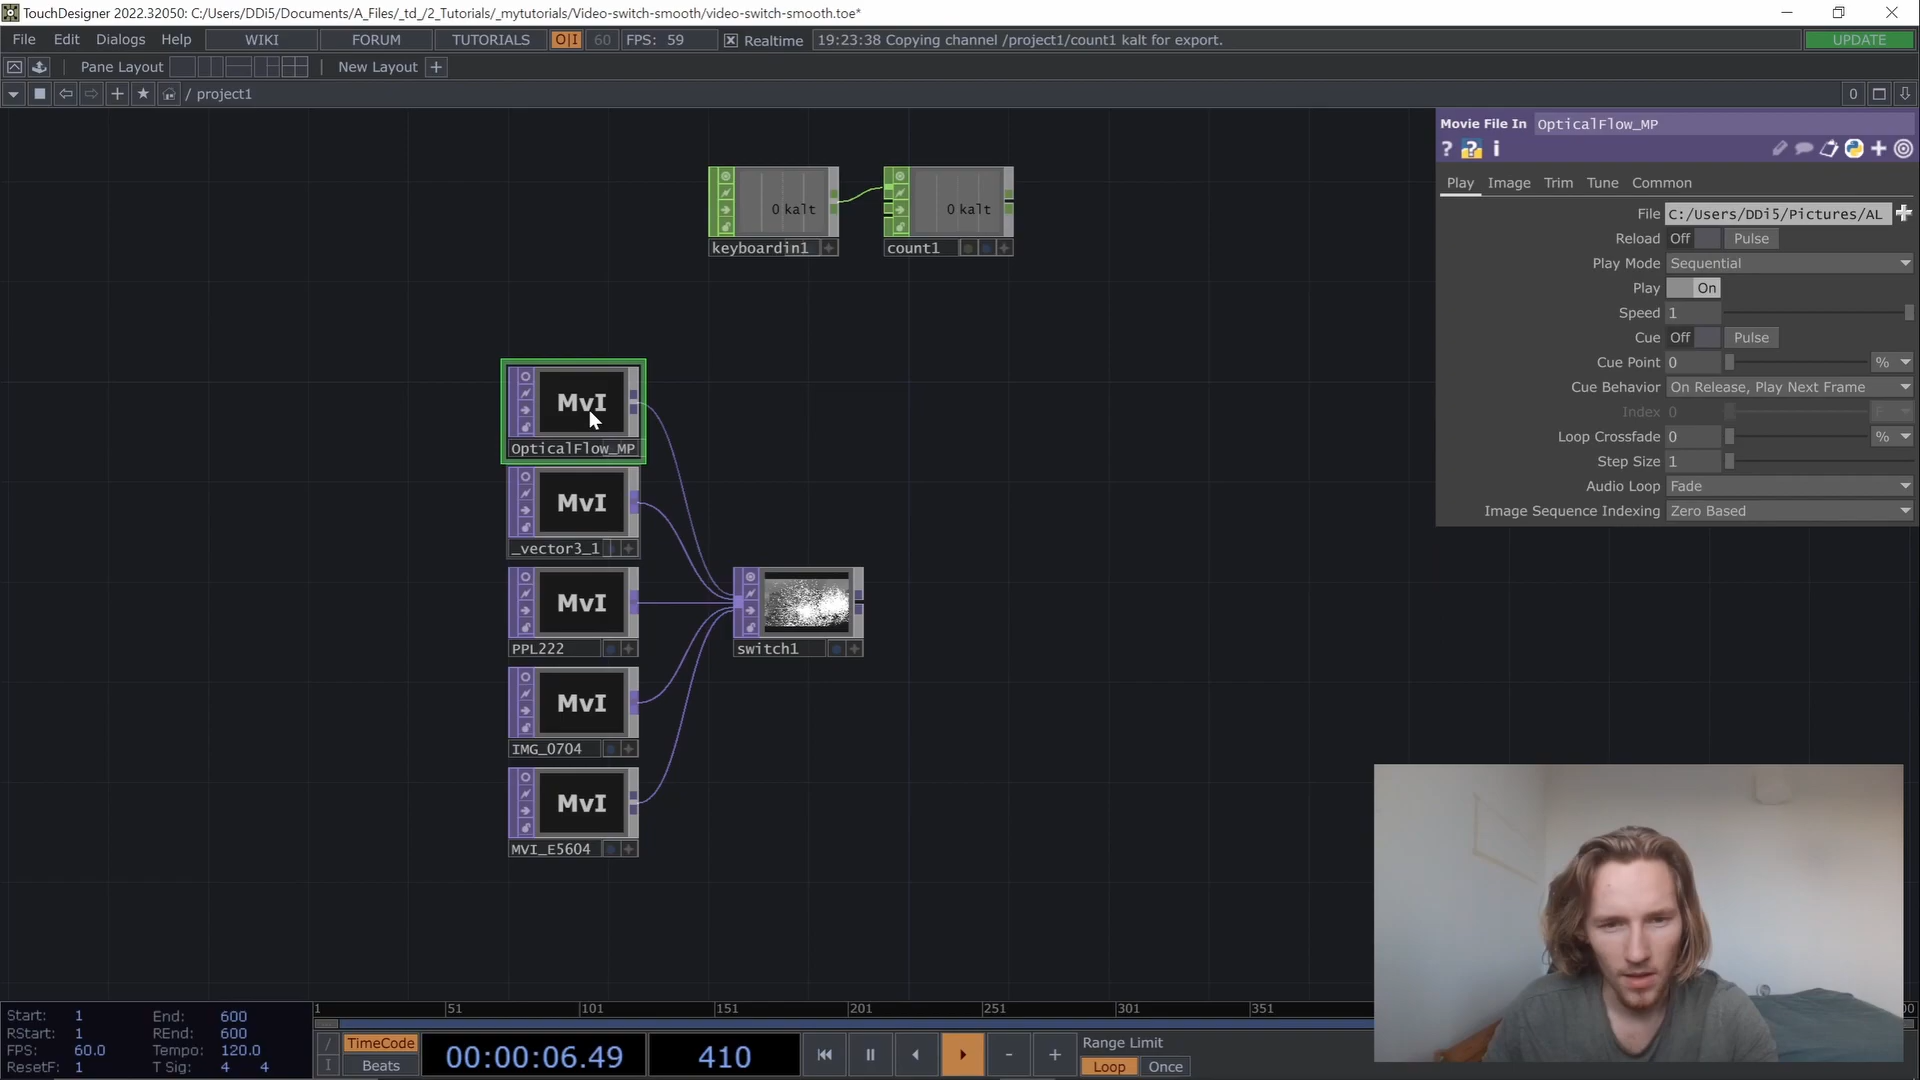 TouchDesigner 2022.32050: C:/Users/DDi5/Documents/A_Files/_td_/2_Tutorials/_mytutorials/Video-switch-smooth/video-switch-smooth.toe*
File Edit Dialogs Help WIKI FORUM TUTORIALS O|I 60 FPS: 59 Realtime 19:23:38 Copying channel /project1/count1 kalt for export. UPDATE
Pane Layout New Layout +
/ project1 0
Movie File In OpticalFlow_MP
? ? i
Play Image Trim Tune Common
File C:/Users/DDi5/Pictures/AL
Reload Off Pulse
Play Mode Sequential
Play On
Speed 1
Cue Off Pulse
Cue Point 0 %
Cue Behavior On Release, Play Next Frame
Index 0 F
Loop Crossfade 0 %
Step Size 1
Audio Loop Fade
Image Sequence Indexing Zero Based
0 kalt
keyboardin1
0 kalt
count1
MvI
OpticalFlow_MP
MvI
_vector3_1
MvI
PPL222
MvI
IMG_0704
MvI
MVI_E5604
switch1
1 51 101 151 201 251 301 351
Start: 1 End: 600
RStart: 1 REnd: 600
FPS: 60.0 Tempo: 120.0
ResetF: 1 T Sig: 4 4
TimeCode
Beats
00:00:06.49
410
- +
Range Limit
Loop Once